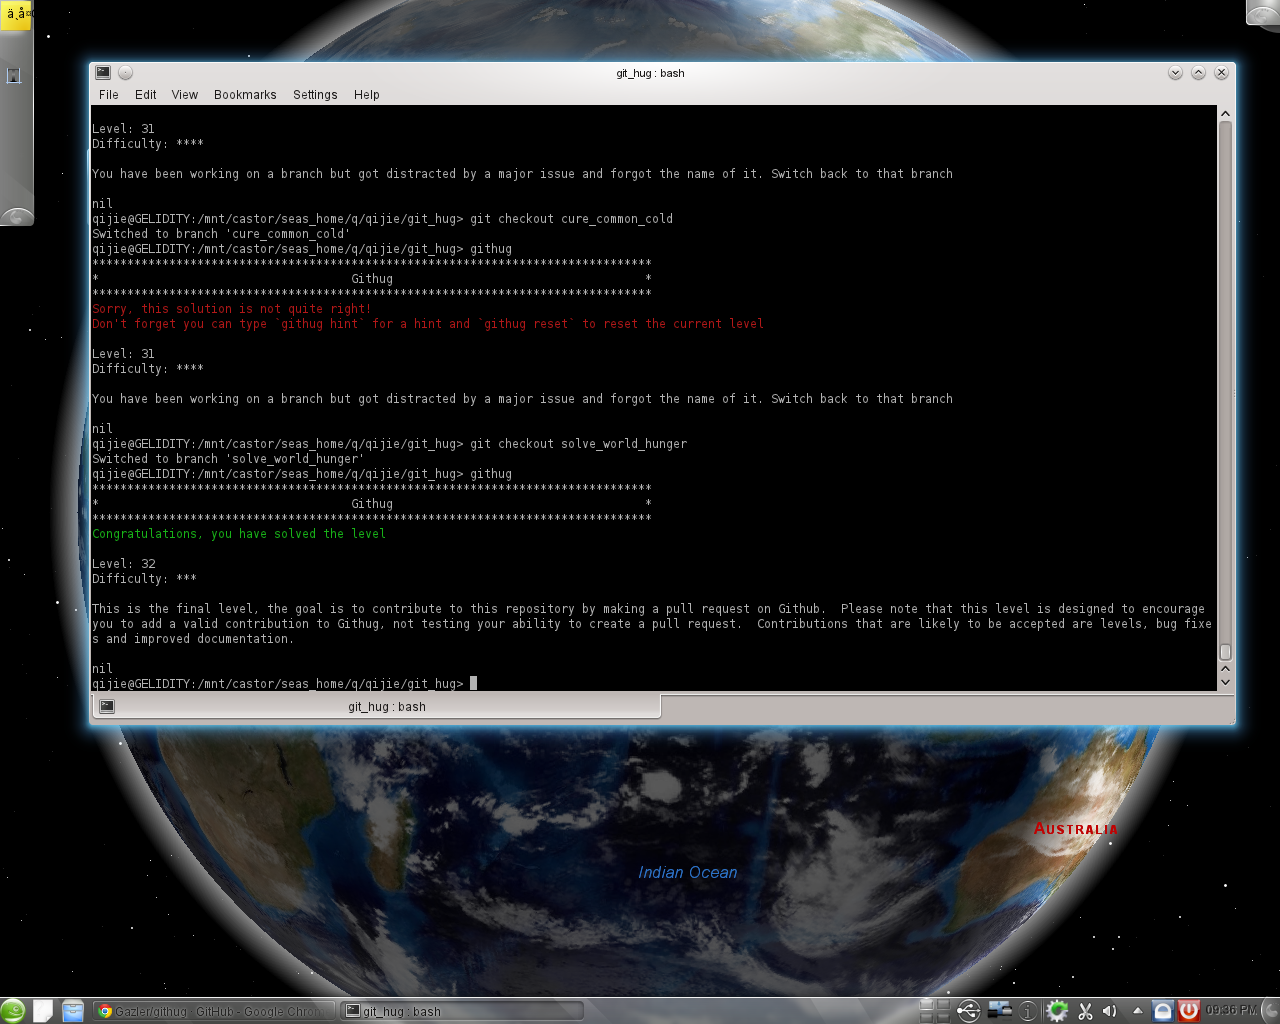 git_hug : bash
File Edit View Bookmarks Settings Help
Level: 31
Difficulty: ****
You have been working on a branch but got distracted by a major issue and forgot the name of it. Switch back to that branch
nil
qijie@GELIDITY:/mnt/castor/seas_home/q/qijie/git_hug> git checkout cure_common_cold
Switched to branch 'cure_common_cold'
qijie@GELIDITY:/mnt/castor/seas_home/q/qijie/git_hug> githug
********************************************************************************
* Githug *
********************************************************************************
Sorry, this solution is not quite right!
Don't forget you can type `githug hint` for a hint and `githug reset` to reset the current level
Level: 31
Difficulty: ****
You have been working on a branch but got distracted by a major issue and forgot the name of it. Switch back to that branch
nil
qijie@GELIDITY:/mnt/castor/seas_home/q/qijie/git_hug> git checkout solve_world_hunger
Switched to branch 'solve_world_hunger'
qijie@GELIDITY:/mnt/castor/seas_home/q/qijie/git_hug> githug
********************************************************************************
* Githug *
********************************************************************************
Congratulations, you have solved the level
Level: 32
Difficulty: ***
This is the final level, the goal is to contribute to this repository by making a pull request on Github.  Please note that this level is designed to encourage
you to add a valid contribution to Githug, not testing your ability to create a pull request.  Contributions that are likely to be accepted are levels, bug fixe
s and improved documentation.
nil
qijie@GELIDITY:/mnt/castor/seas_home/q/qijie/git_hug>
git_hug : bash
Australia
Indian Ocean
Gazler/githug · GitHub - Google Chrom
git_hug : bash
09:36 PM